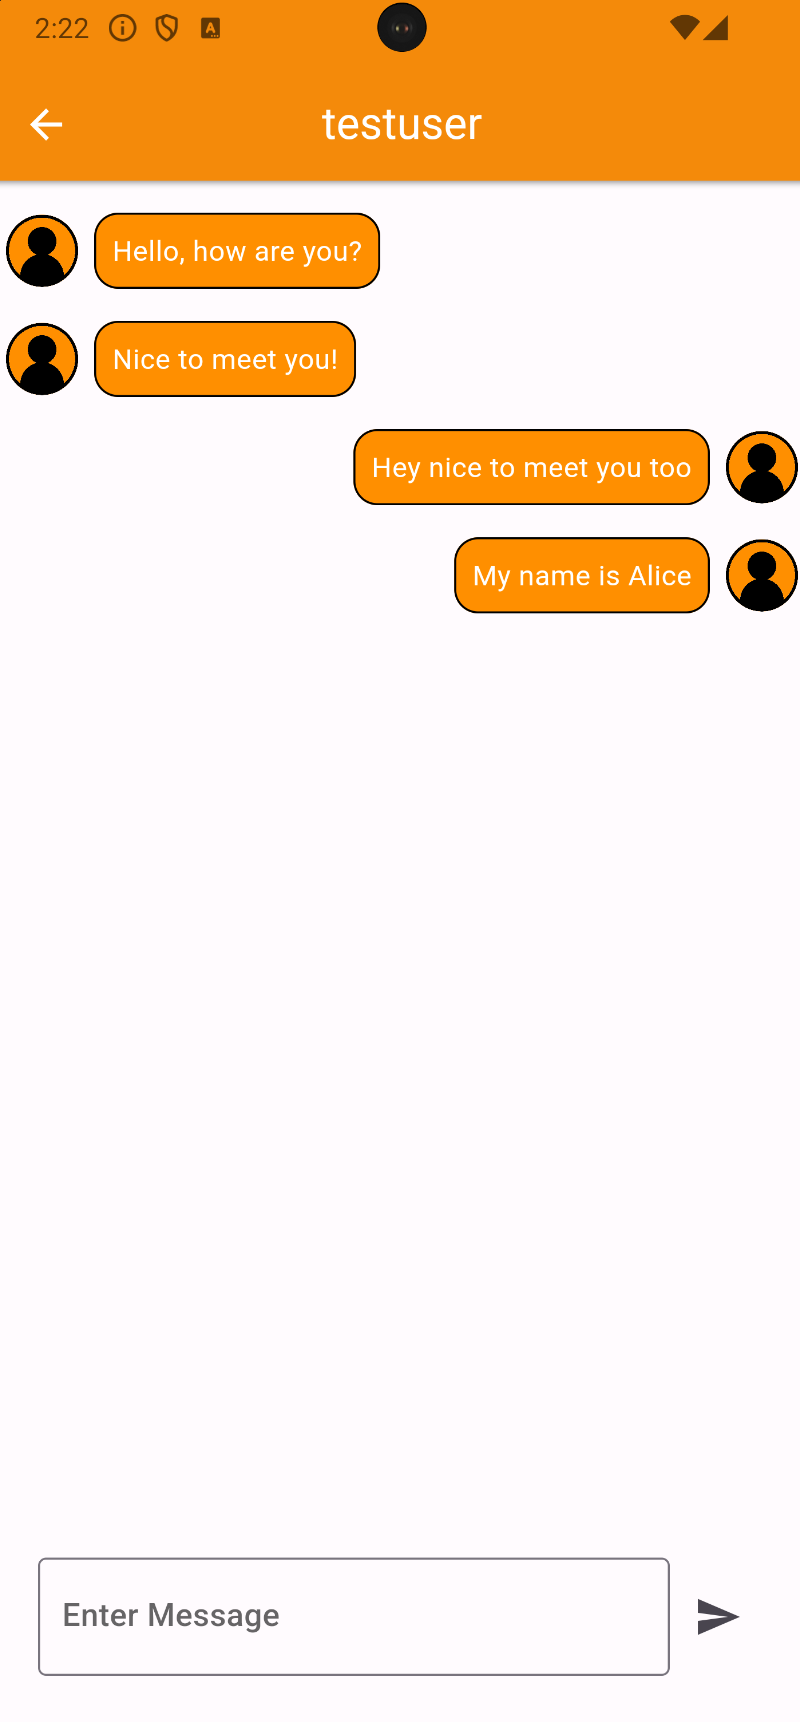 2:22
testuser
Hello, how are you?
Nice to meet you!
Hey nice to meet you too
My name is Alice
Enter Message